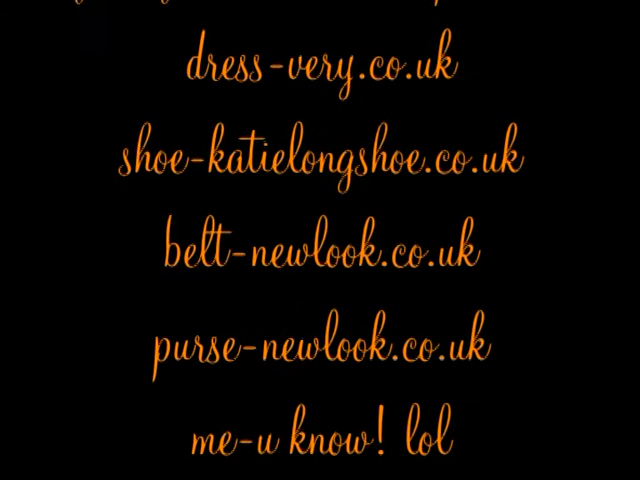 dress-very.co.uk
shoe-katielongshoe.co.uk
belt-newlook.co.uk
purse-newlook.co.uk
me-u know! lol